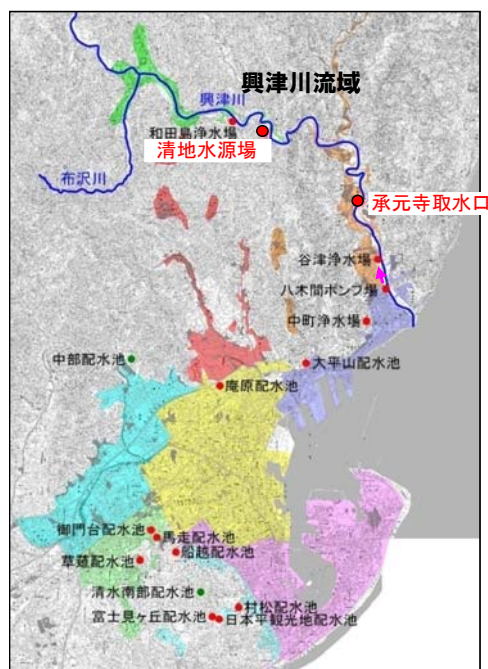 興津川流域
興津川
和田島浄水場
清地水源場
布沢川
承元寺取水口
谷津浄水場
八木間ポンプ場
中町浄水場
中部配水池
大平山配水池
庵原配水池
御門台配水池
馬走配水池
船越配水池
草薙配水池
清水南部配水池
村松配水池
富士見ヶ丘配水池
日本平観光地配水池